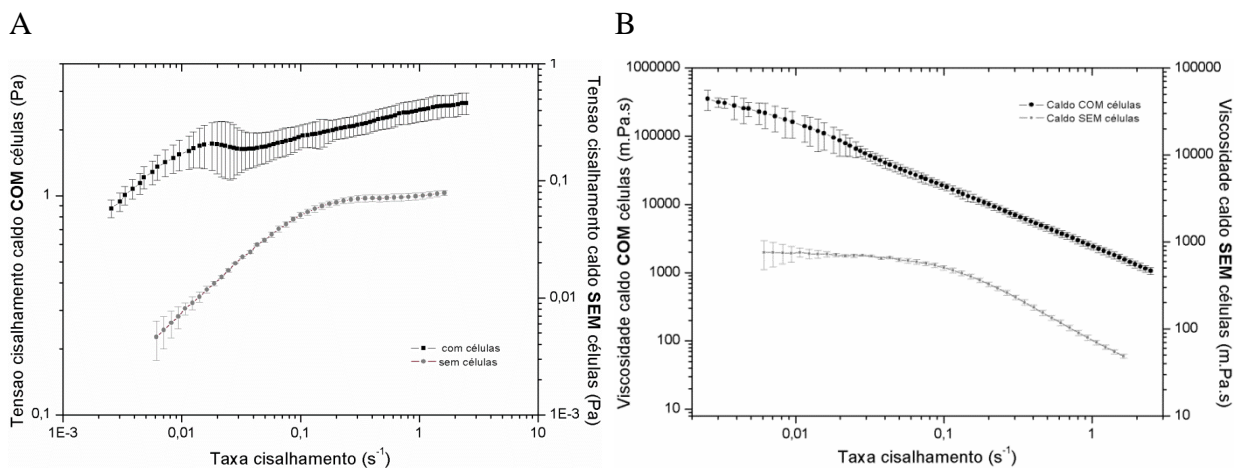 A
Tensao cisalhamento caldo COM células (Pa)
1
0,1
1E-3
0,01
0,1
1
10
Taxa cisalhamento (s⁻¹)
com células
sem células
1
0,1
0,01
1E-3
Tensao cisalhamento caldo SEM células (Pa)
B
Viscosidade caldo COM células (m.Pa.s)
1000000
100000
10000
1000
100
10
0,01
0,1
1
Taxa cisalhamento (s⁻¹)
Caldo COM células
Caldo SEM células
100000
10000
1000
100
10
Viscosidade caldo SEM células (m.Pa.s)